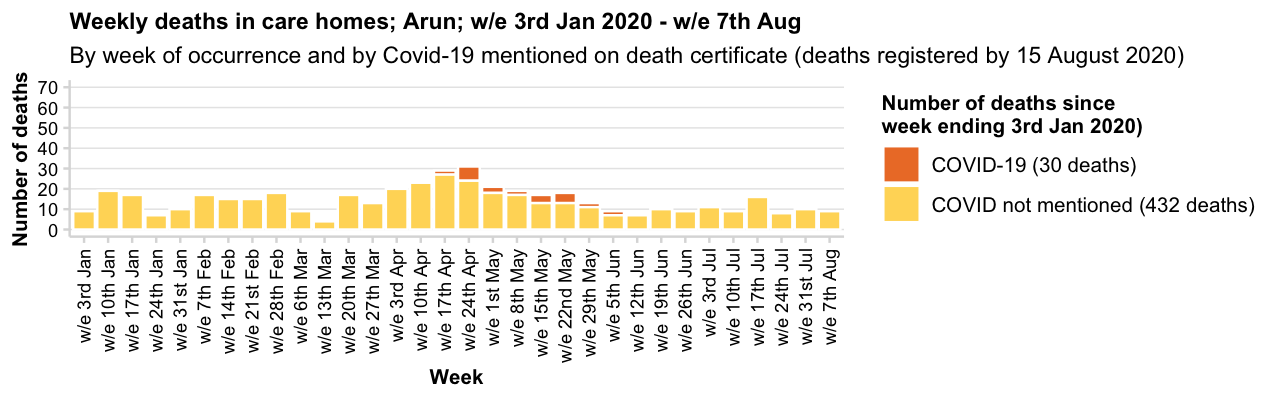 Weekly deaths in care homes; Arun; w/e 3rd Jan 2020 - w/e 7th Aug
By week of occurrence and by Covid-19 mentioned on death certificate (deaths registered by 15 August 2020)
Number of deaths
70
60
50
40
30
20
10
0
w/e 3rd Jan
w/e 10th Jan
w/e 17th Jan
w/e 24th Jan
w/e 31st Jan
w/e 7th Feb
w/e 14th Feb
w/e 21st Feb
w/e 28th Feb
w/e 6th Mar
w/e 13th Mar
w/e 20th Mar
w/e 27th Mar
w/e 3rd Apr
w/e 10th Apr
w/e 17th Apr
w/e 24th Apr
w/e 1st May
w/e 8th May
w/e 15th May
w/e 22nd May
w/e 29th May
w/e 5th Jun
w/e 12th Jun
w/e 19th Jun
w/e 26th Jun
w/e 3rd Jul
w/e 10th Jul
w/e 17th Jul
w/e 24th Jul
w/e 31st Jul
w/e 7th Aug
Week
Number of deaths since
week ending 3rd Jan 2020)
COVID-19 (30 deaths)
COVID not mentioned (432 deaths)